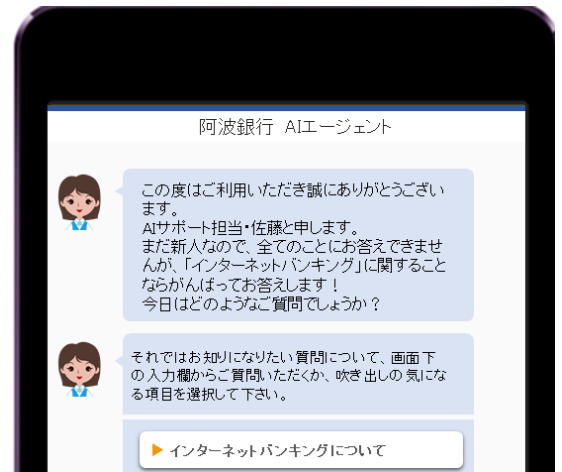 阿波銀行 AIエージェント
この度はご利用いただき誠にありがとうござい
ます。
AIサポート担当・佐藤と申します。
まだ新人なので、全てのことにお答えできませ
んが、「インターネットバンキング」に関すること
ならがんばってお答えします！
今日はどのようなご質問でしょうか？
それではお知りになりたい質問について、画面下
の入力欄からご質問いただくか、吹き出しの気にな
る項目を選択して下さい。
インターネットバンキングについて